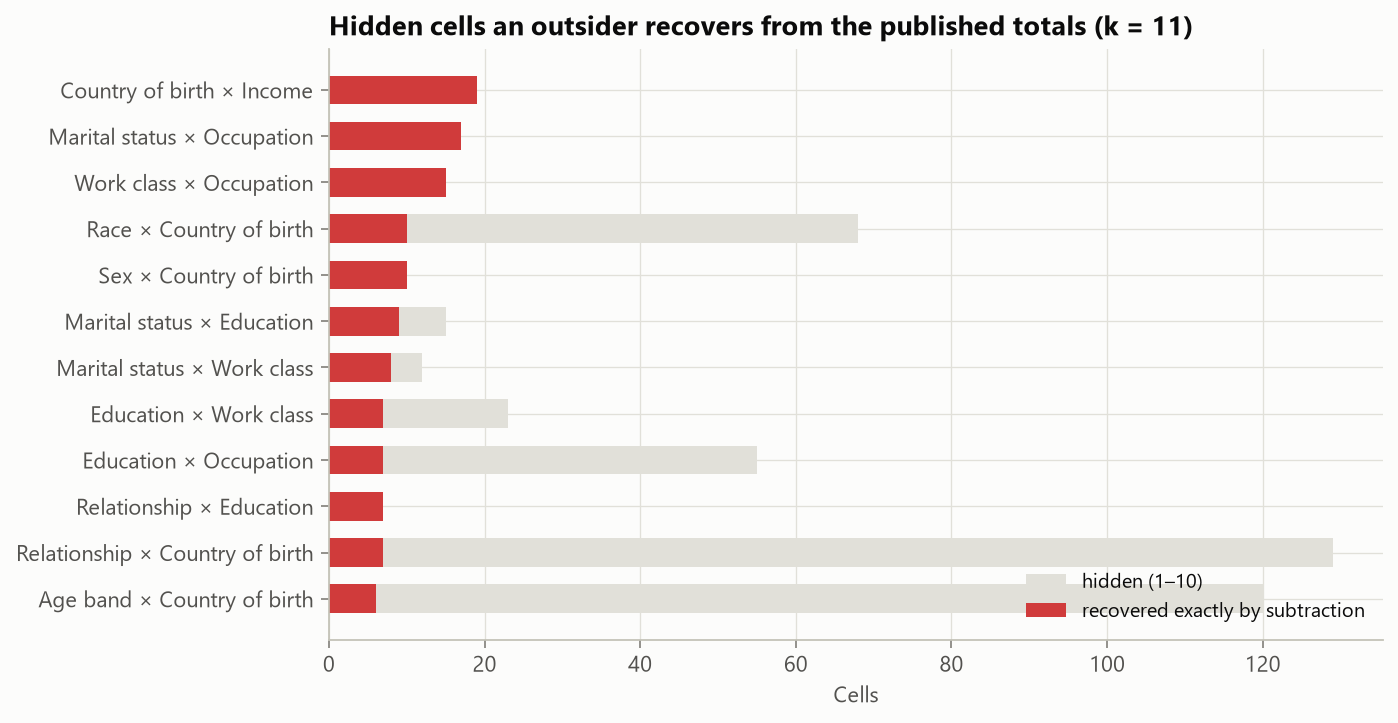 Hidden cells an outsider recovers from the published totals (k = 11)
Country of birth × Income
Marital status × Occupation
Work class × Occupation
Race × Country of birth
Sex × Country of birth
Marital status × Education
Marital status × Work class
Education × Work class
Education × Occupation
Relationship × Education
Relationship × Country of birth
Age band × Country of birth
hidden (1–10)
recovered exactly by subtraction
0 20 40 60 80 100 120
Cells